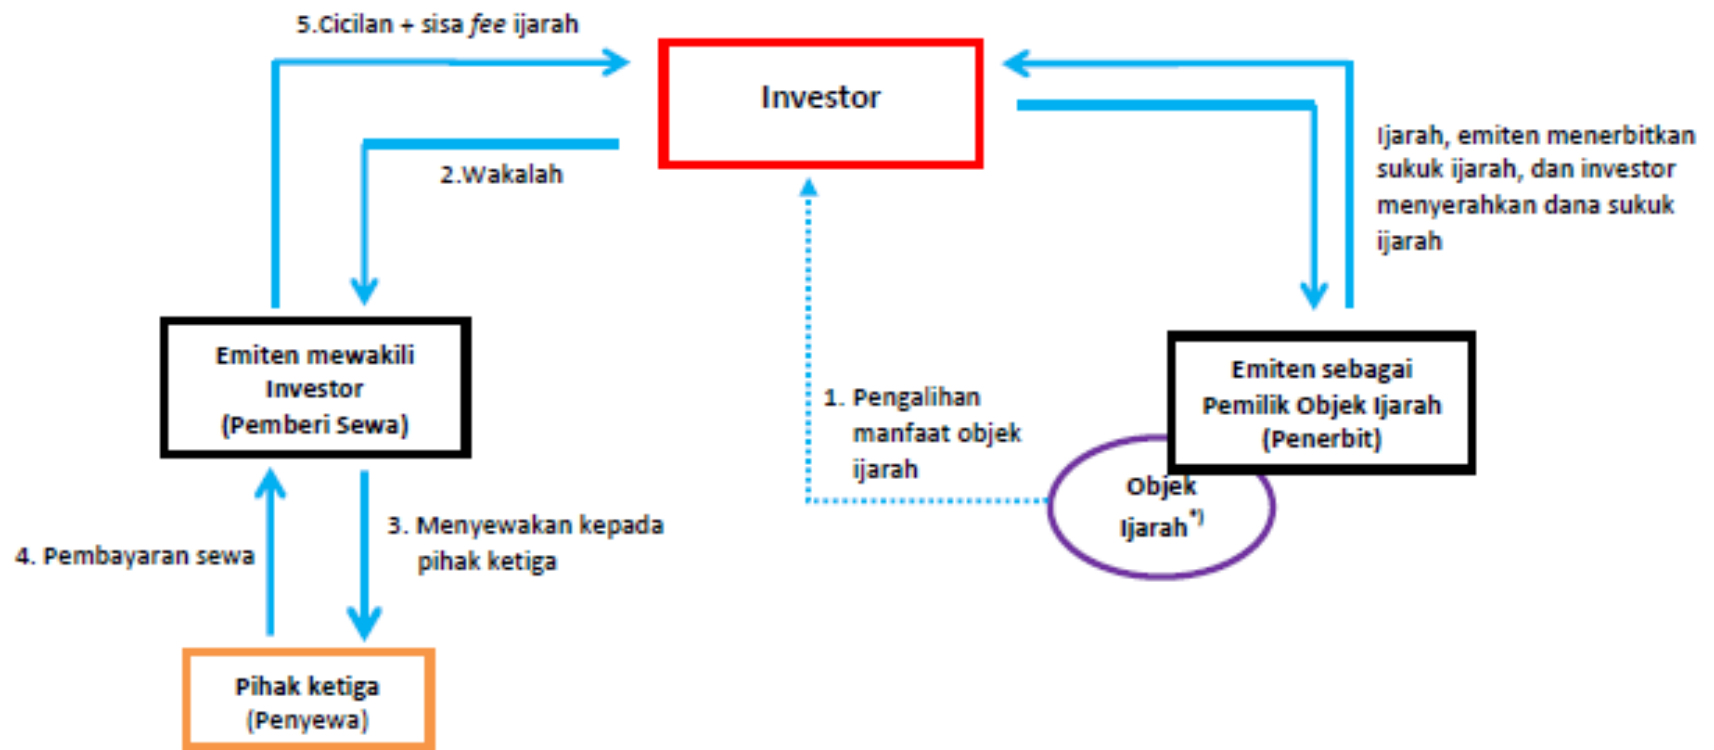 5.Cicilan + sisa fee ijarah
Investor
Ijarah, emiten menerbitkan
sukuk ijarah, dan investor
menyerahkan dana sukuk
ijarah
2.Wakalah
Emiten mewakili
Investor
(Pemberi Sewa)
Emiten sebagai
Pemilik Objek Ijarah
(Penerbit)
1. Pengalihan
manfaat objek
ijarah
Objek
Ijarah*)
3. Menyewakan kepada
pihak ketiga
4. Pembayaran sewa
Pihak ketiga
(Penyewa)